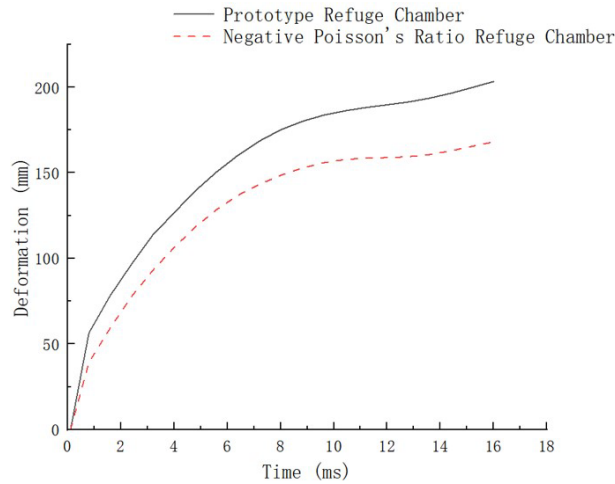 Prototype Refuge Chamber
Negative Poisson's Ratio Refuge Chamber
200
150
100
50
0
Deformation (mm)
0 2 4 6 8 10 12 14 16 18
Time (ms)